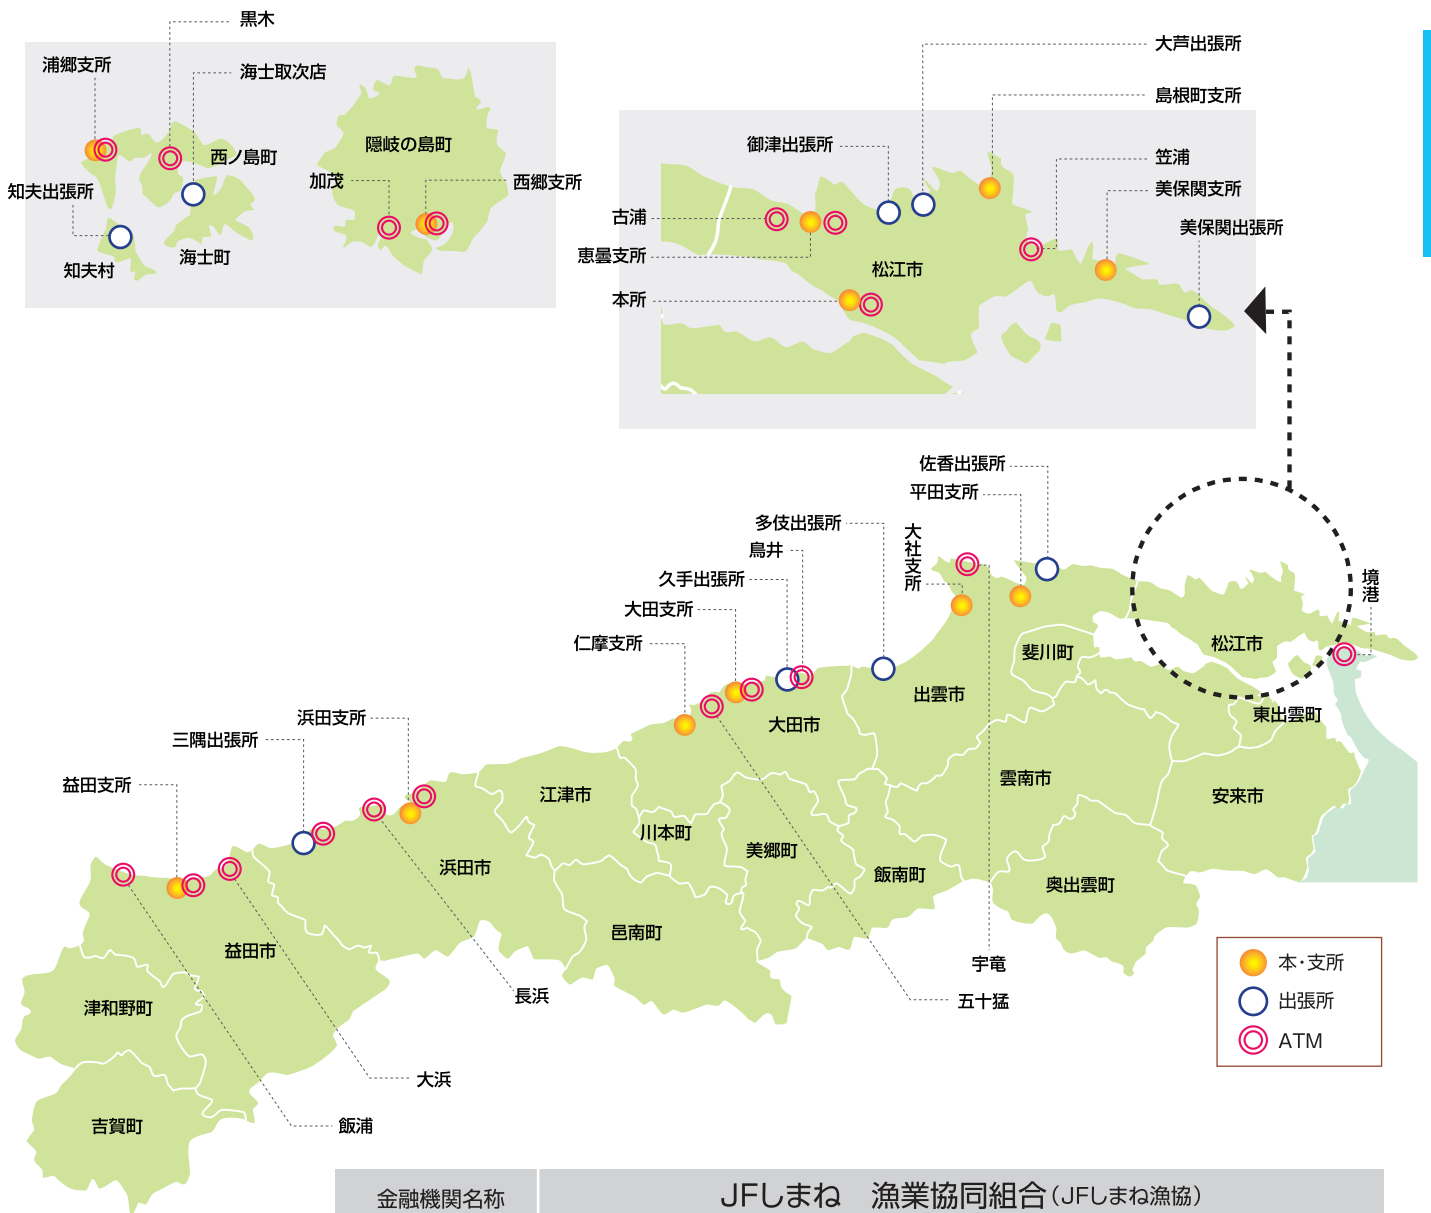 黒木
浦郷支所
海士取次店
西ノ島町
知夫出張所
海士町
知夫村
隠岐の島町
加茂
西郷支所
大芦出張所
島根町支所
御津出張所
笠浦
美保関支所
古浦
美保関出張所
恵曇支所
松江市
本所
佐香出張所
平田支所
多伎出張所
大社支所
鳥井
久手出張所
大田支所
仁摩支所
境港
斐川町
松江市
出雲市
東出雲町
浜田支所
大田市
三隅出張所
雲南市
益田支所
江津市
安来市
川本町
美郷町
浜田市
飯南町
奥出雲町
邑南町
益田市
宇竜
長浜
五十猛
津和野町
大浜
吉賀町
飯浦
本・支所
出張所
ATM
金融機関名称
JFしまね 漁業協同組合(JFしまね漁協)